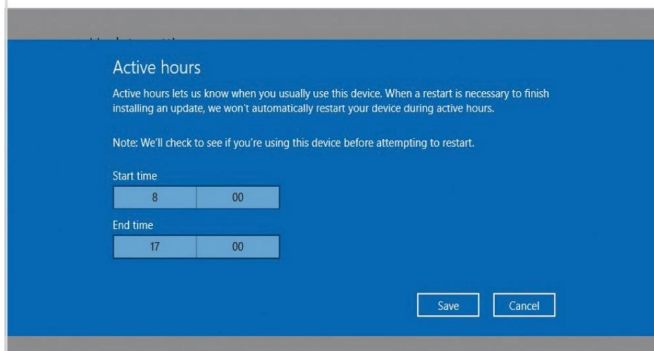 Active hours
Active hours lets us know when you usually use this device. When a restart is necessary to finish
installing an update, we won't automatically restart your device during active hours.
Note: We'll check to see if you're using this device before attempting to restart.
Start time
8 00
End time
17 00
Save Cancel